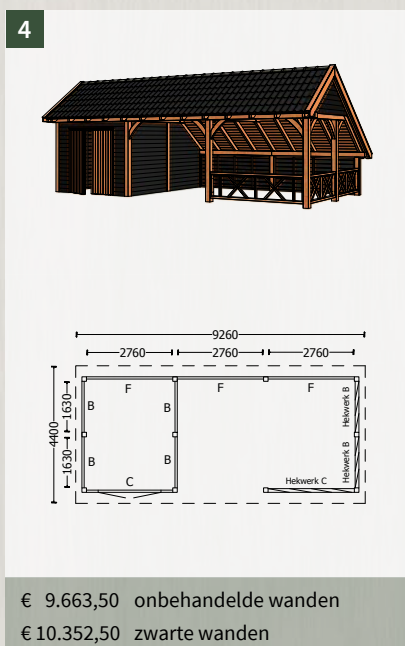 4
9260
2760 2760 2760
F F F
4400
1630
B B
Hekwerk B
1630
B B
Hekwerk B
C
Hekwerk C
€ 9.663,50 onbehandelde wanden
€ 10.352,50 zwarte wanden